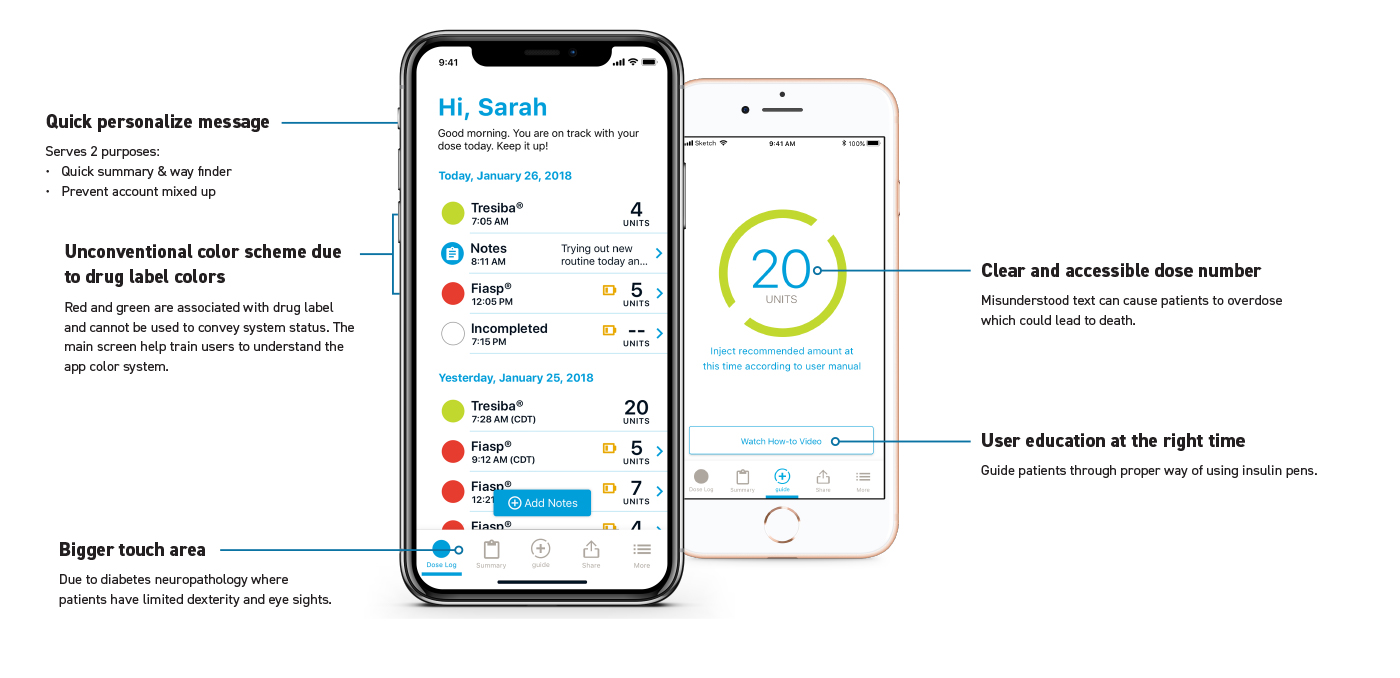 Quick personalize message
Serves 2 purposes:
• Quick summary & way finder
• Prevent account mixed up
Unconventional color scheme due
to drug label colors
Red and green are associated with drug label
and cannot be used to convey system status. The
main screen help train users to understand the
app color system.
Bigger touch area
Due to diabetes neuropathology where
patients have limited dexterity and eye sights.
9:41
Hi, Sarah
Good morning. You are on track with your
dose today. Keep it up!
Today, January 26, 2018
Tresiba® 4
7:05 AM UNITS
Notes Trying out new
8:11 AM routine today an...
Fiasp® 5
12:05 PM UNITS
Incompleted --
7:15 PM UNITS
Yesterday, January 25, 2018
Tresiba® 20
7:28 AM (CDT) UNITS
Fiasp® 5
9:12 AM (CDT) UNITS
Fiasp® 7
12:21 UNITS
Add Notes
Fiasp® 4
Dose Log Summary guide Share More
Sketch 9:41 AM 100%
20
UNITS
Inject recommended amount at
this time according to user manual
Watch How-to Video
Dose Log Summary guide Share More
Clear and accessible dose number
Misunderstood text can cause patients to overdose
which could lead to death.
User education at the right time
Guide patients through proper way of using insulin pens.